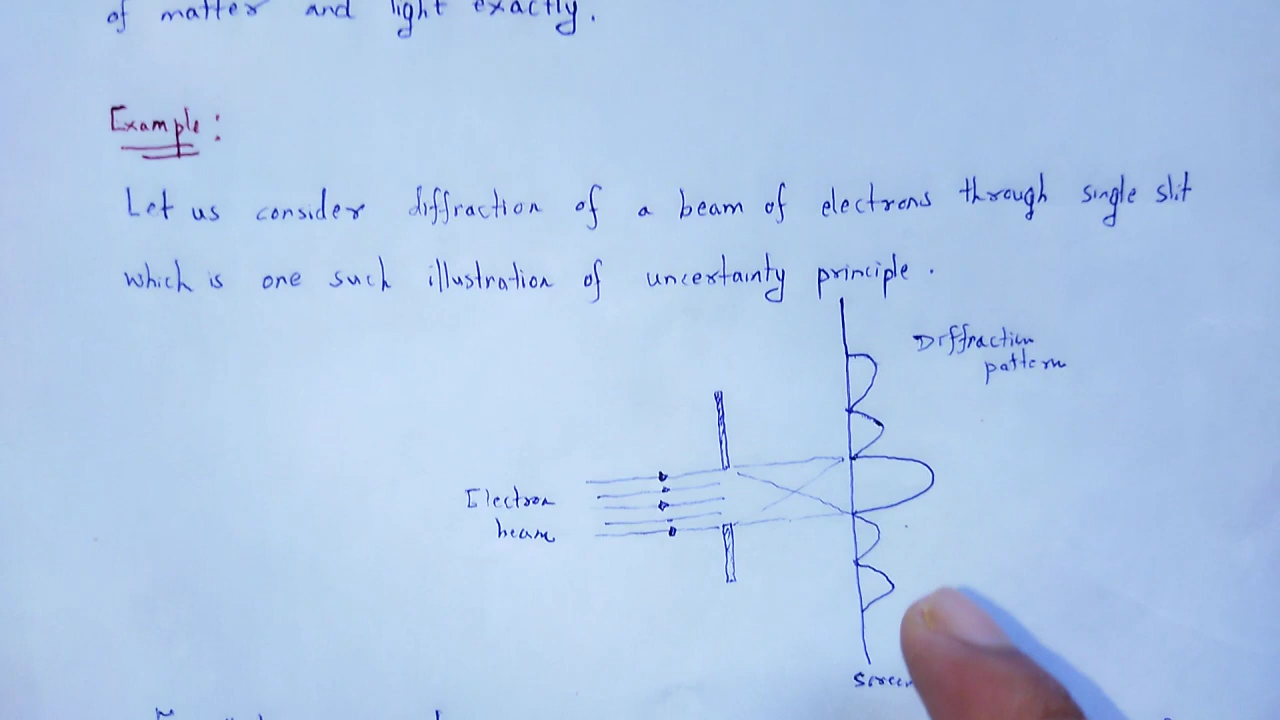 of matter and light exactly.
Example:
Let us consider diffraction of a beam of electrons through single slit
which is one such illustration of uncertainty principle.
Diffraction
pattern
Electron
beam
Screen